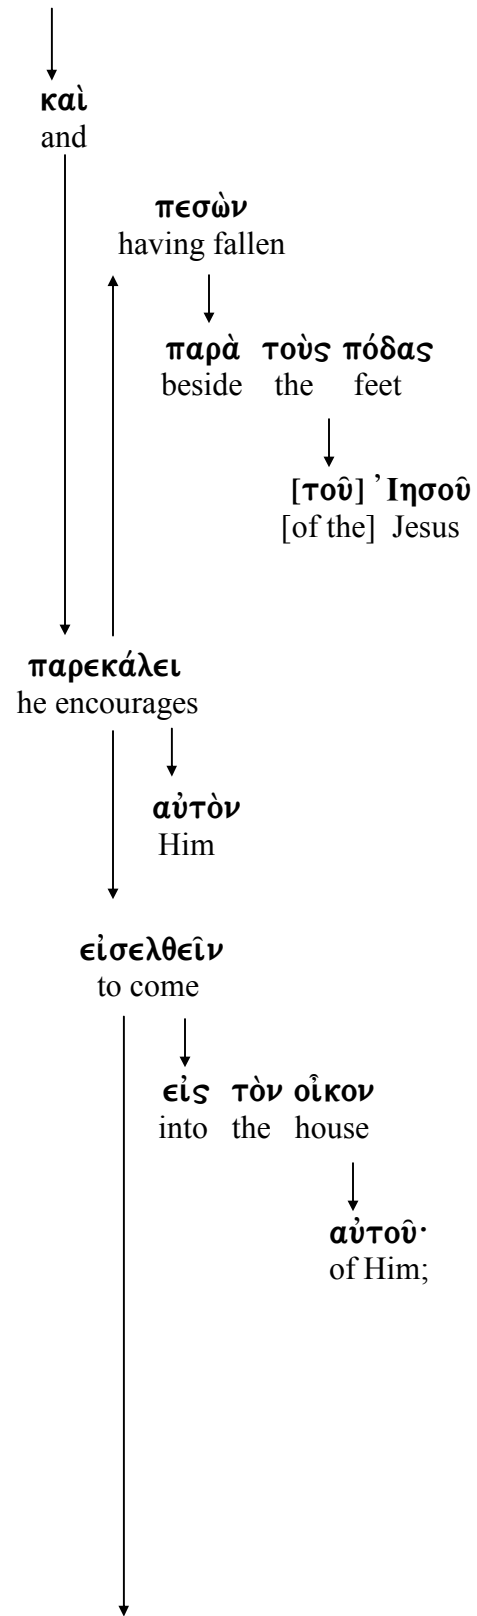 καὶ
and
πεσὼν
having fallen
παρὰ τοὺς πόδας
beside the feet
[τοῦ] Ἰησοῦ
[of the] Jesus
παρεκάλει
he encourages
αὐτὸν
Him
εἰσελθεῖν
to come
εἰς τὸν οἶκον
into the house
αὐτοῦ·
of Him;